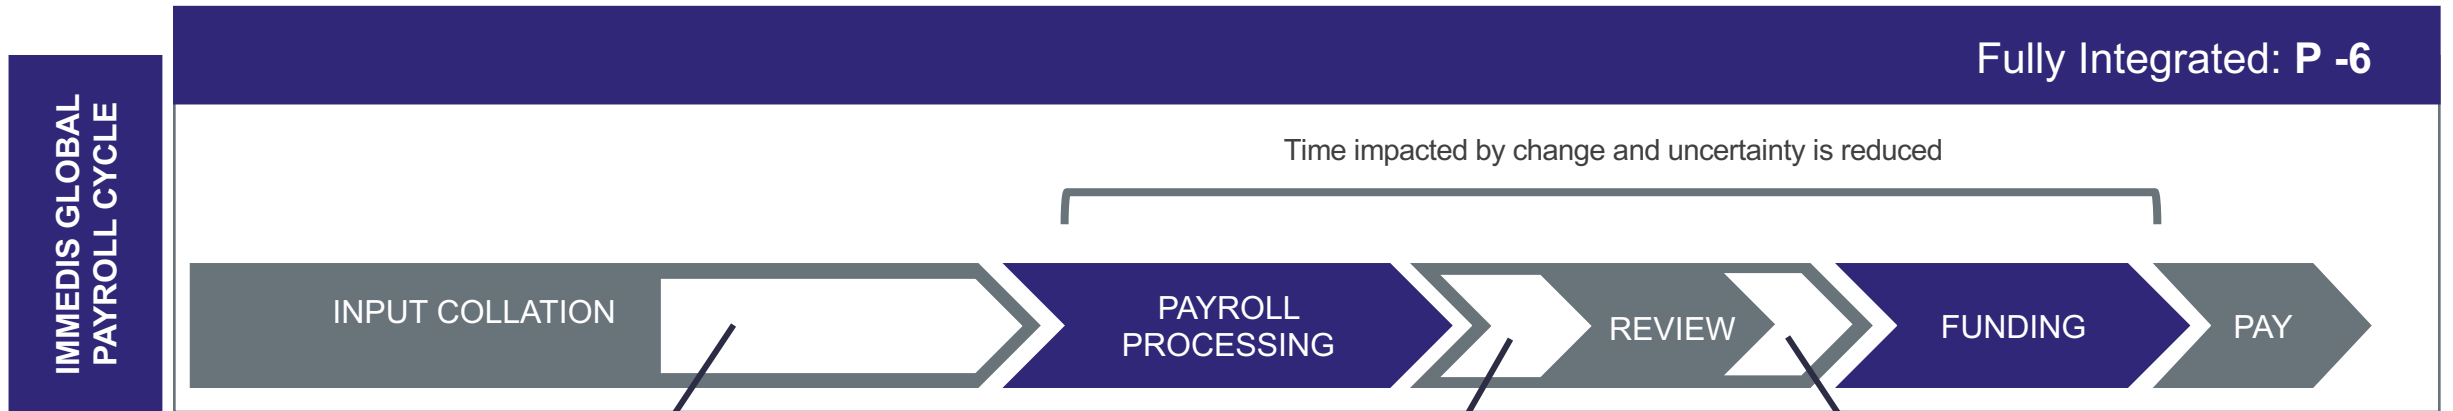 IMMEDIS GLOBAL
PAYROLL CYCLE
Fully Integrated: P -6
Time impacted by change and uncertainty is reduced
INPUT COLLATION
PAYROLL
PROCESSING
REVIEW
FUNDING
PAY